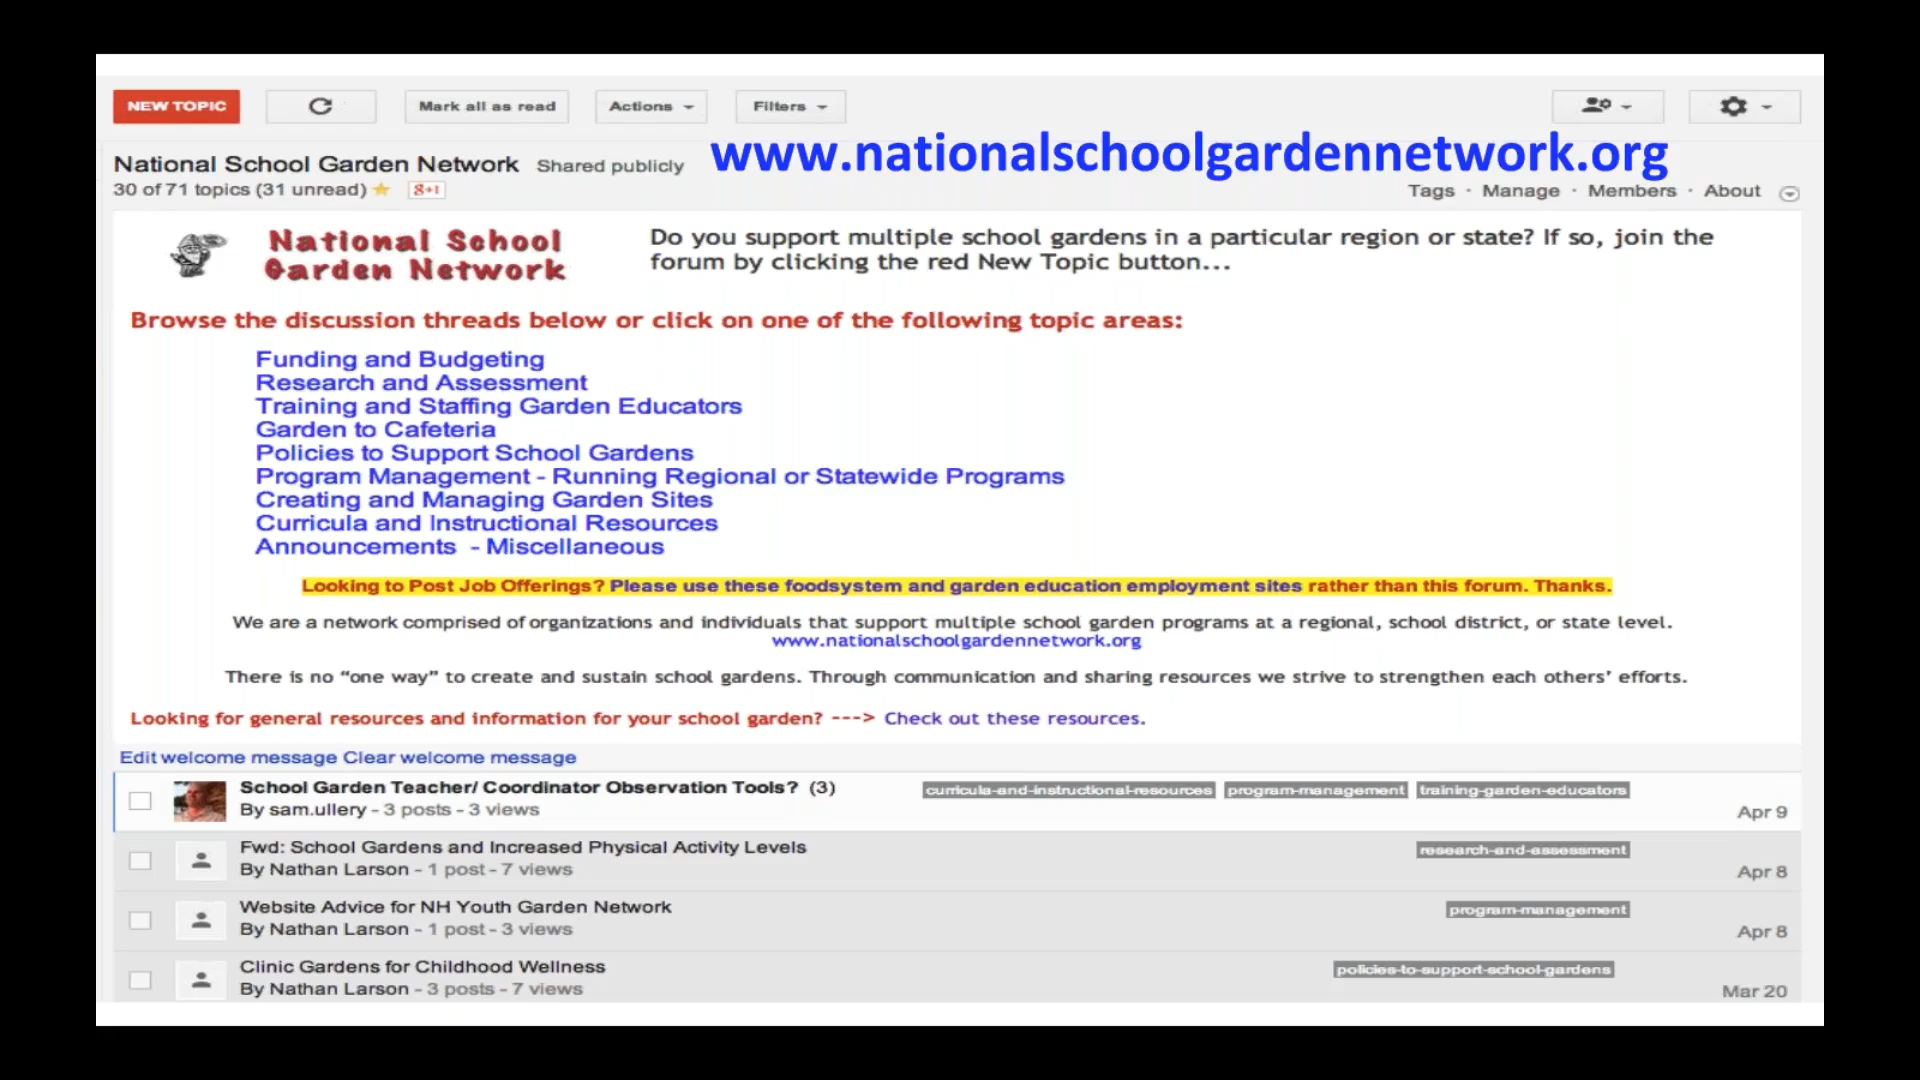 NEW TOPIC Mark all as read Actions Filters
www.nationalschoolgardennetwork.org
National School Garden Network Shared publicly
30 of 71 topics (31 unread) 8+1
Tags · Manage · Members · About
National School
Garden Network
Do you support multiple school gardens in a particular region or state? If so, join the
forum by clicking the red New Topic button...
Browse the discussion threads below or click on one of the following topic areas:
Funding and Budgeting
Research and Assessment
Training and Staffing Garden Educators
Garden to Cafeteria
Policies to Support School Gardens
Program Management - Running Regional or Statewide Programs
Creating and Managing Garden Sites
Curricula and Instructional Resources
Announcements - Miscellaneous
Looking to Post Job Offerings? Please use these foodsystem and garden education employment sites rather than this forum. Thanks.
We are a network comprised of organizations and individuals that support multiple school garden programs at a regional, school district, or state level.
www.nationalschoolgardennetwork.org
There is no “one way” to create and sustain school gardens. Through communication and sharing resources we strive to strengthen each others’ efforts.
Looking for general resources and information for your school garden? ---> Check out these resources.
Edit welcome message Clear welcome message
School Garden Teacher/ Coordinator Observation Tools? (3) curricula-and-instructional-resources program-management training-garden-educators
By sam.ullery - 3 posts - 3 views Apr 9
Fwd: School Gardens and Increased Physical Activity Levels research-and-assessment
By Nathan Larson - 1 post - 7 views Apr 8
Website Advice for NH Youth Garden Network program-management
By Nathan Larson - 1 post - 3 views Apr 8
Clinic Gardens for Childhood Wellness policies-to-support-school-gardens
By Nathan Larson - 3 posts - 7 views Mar 20